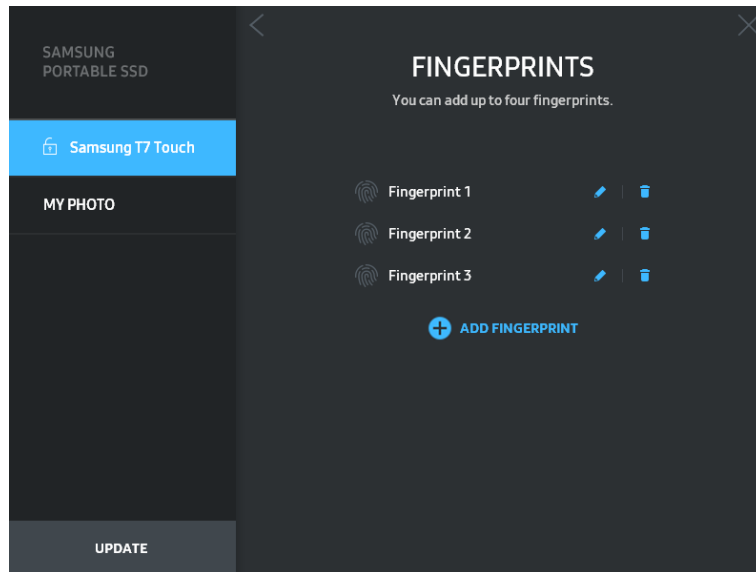 SAMSUNG
PORTABLE SSD
Samsung T7 Touch
MY PHOTO
UPDATE
FINGERPRINTS
You can add up to four fingerprints.
Fingerprint 1
Fingerprint 2
Fingerprint 3
ADD FINGERPRINT